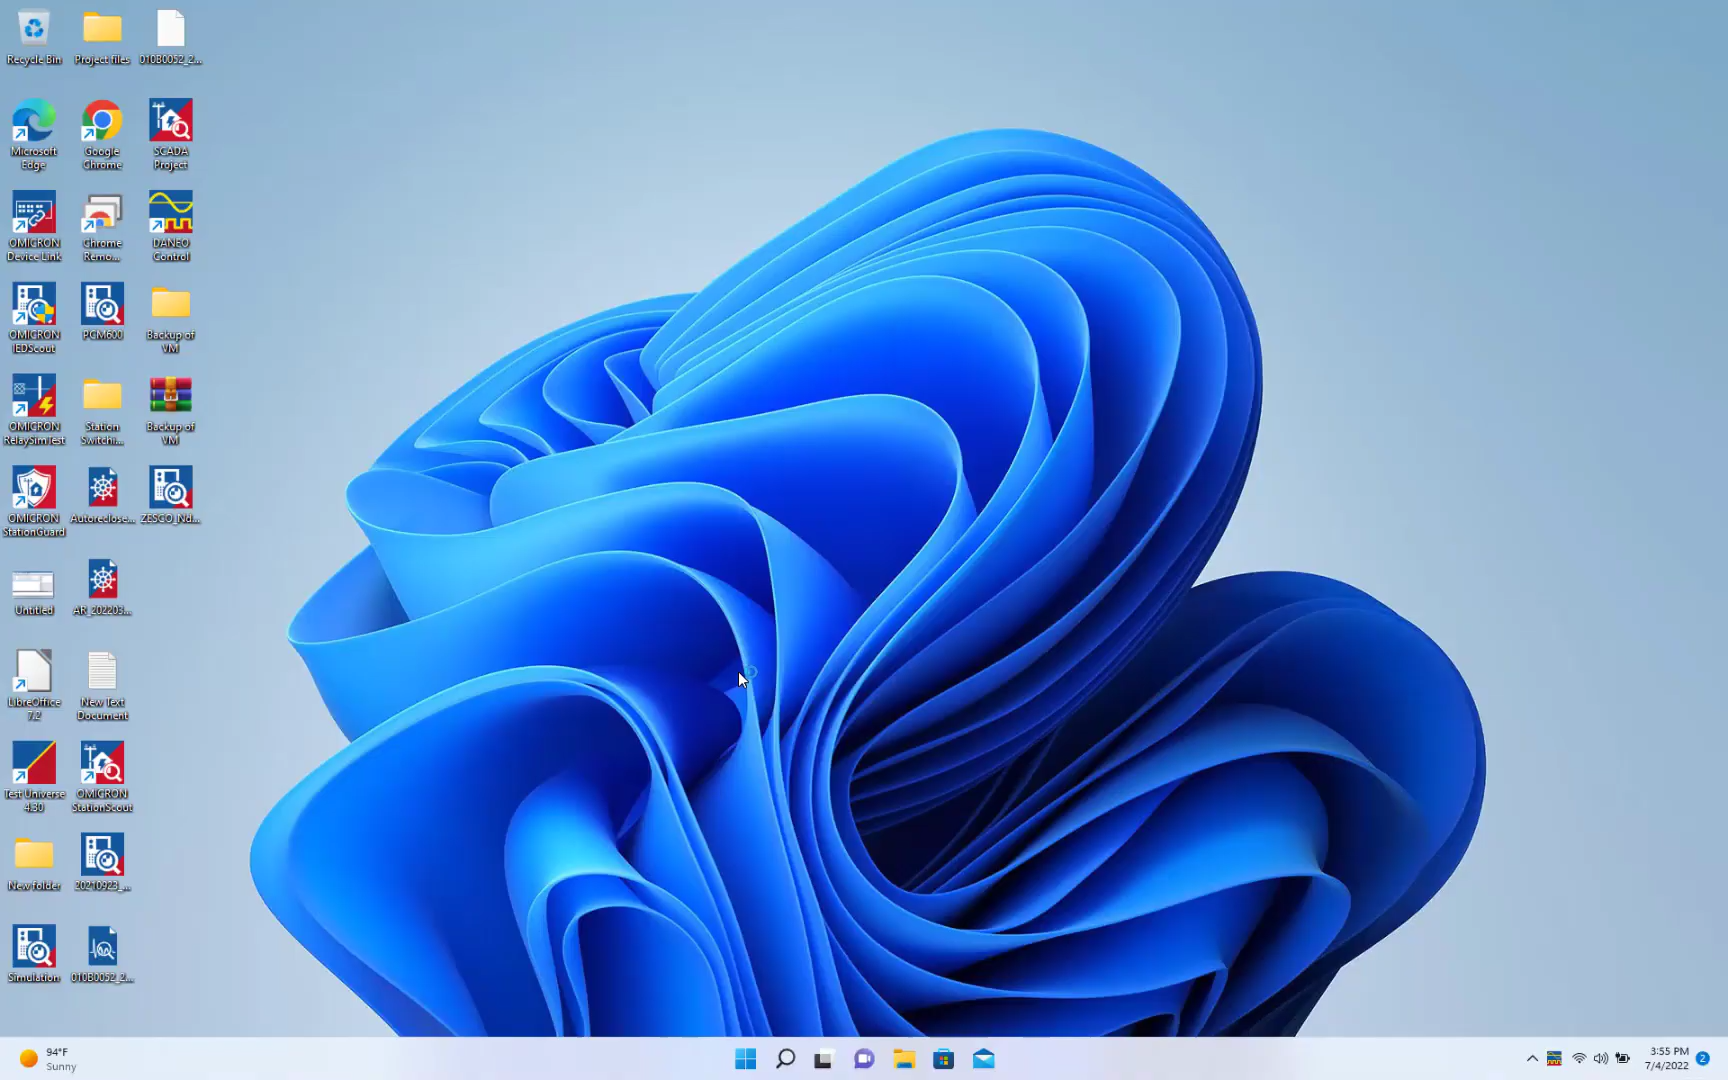 Recycle Bin
Project files
010B0052_2...
Microsoft
Edge
Google
Chrome
SCADA
Project
OMICRON
Device Link
Chrome
Remo...
DANEO
Control
OMICRON
IEDScout
PCM600
Backup of
VM
OMICRON
RelaySimTest
Station
Switchi...
Backup of
VM
OMICRON
StationGuard
Autoreclose...
ZESCO_Nd...
Untitled
AR_202203...
LibreOffice
7.2
New Text
Document
Test Universe
4.30
OMICRON
StationScout
New folder
20210923_...
Simulation
010B0052_2...
94°F
Sunny
3:55 PM
7/4/2022
2